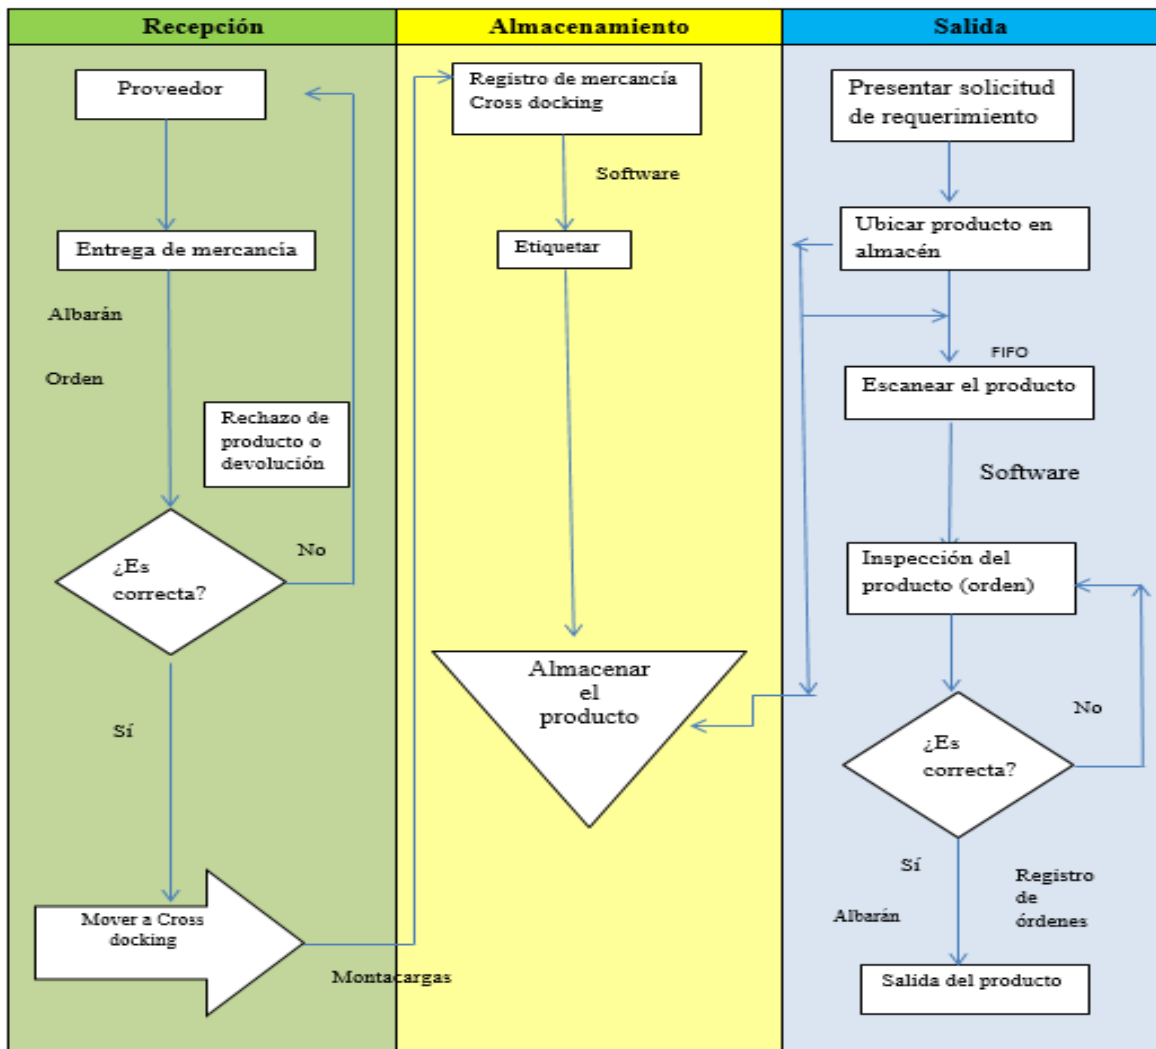 Recepción
Proveedor
Entrega de mercancía
Albarán
Orden
Rechazo de
producto o
devolución
¿Es
correcta?
No
Sí
Mover a Cross
docking
Montacargas
Almacenamiento
Registro de mercancía
Cross docking
Software
Etiquetar
Almacenar
el
producto
Salida
Presentar solicitud
de requerimiento
Ubicar producto en
almacén
FIFO
Escanear el producto
Software
Inspección del
producto (orden)
¿Es
correcta?
No
Sí
Albarán
Registro
de
órdenes
Salida del producto